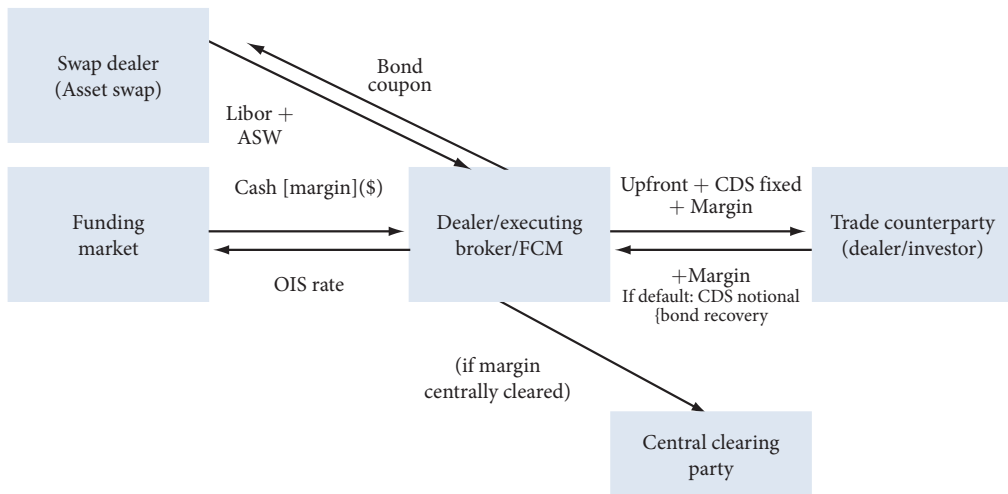 Swap dealer
(Asset swap)
Bond
coupon
Libor +
ASW
Cash [margin]($)
Funding
market
OIS rate
Dealer/executing
broker/FCM
Upfront + CDS fixed
+ Margin
Trade counterparty
(dealer/investor)
+Margin
If default: CDS notional
{bond recovery
(if margin
centrally cleared)
Central clearing
party